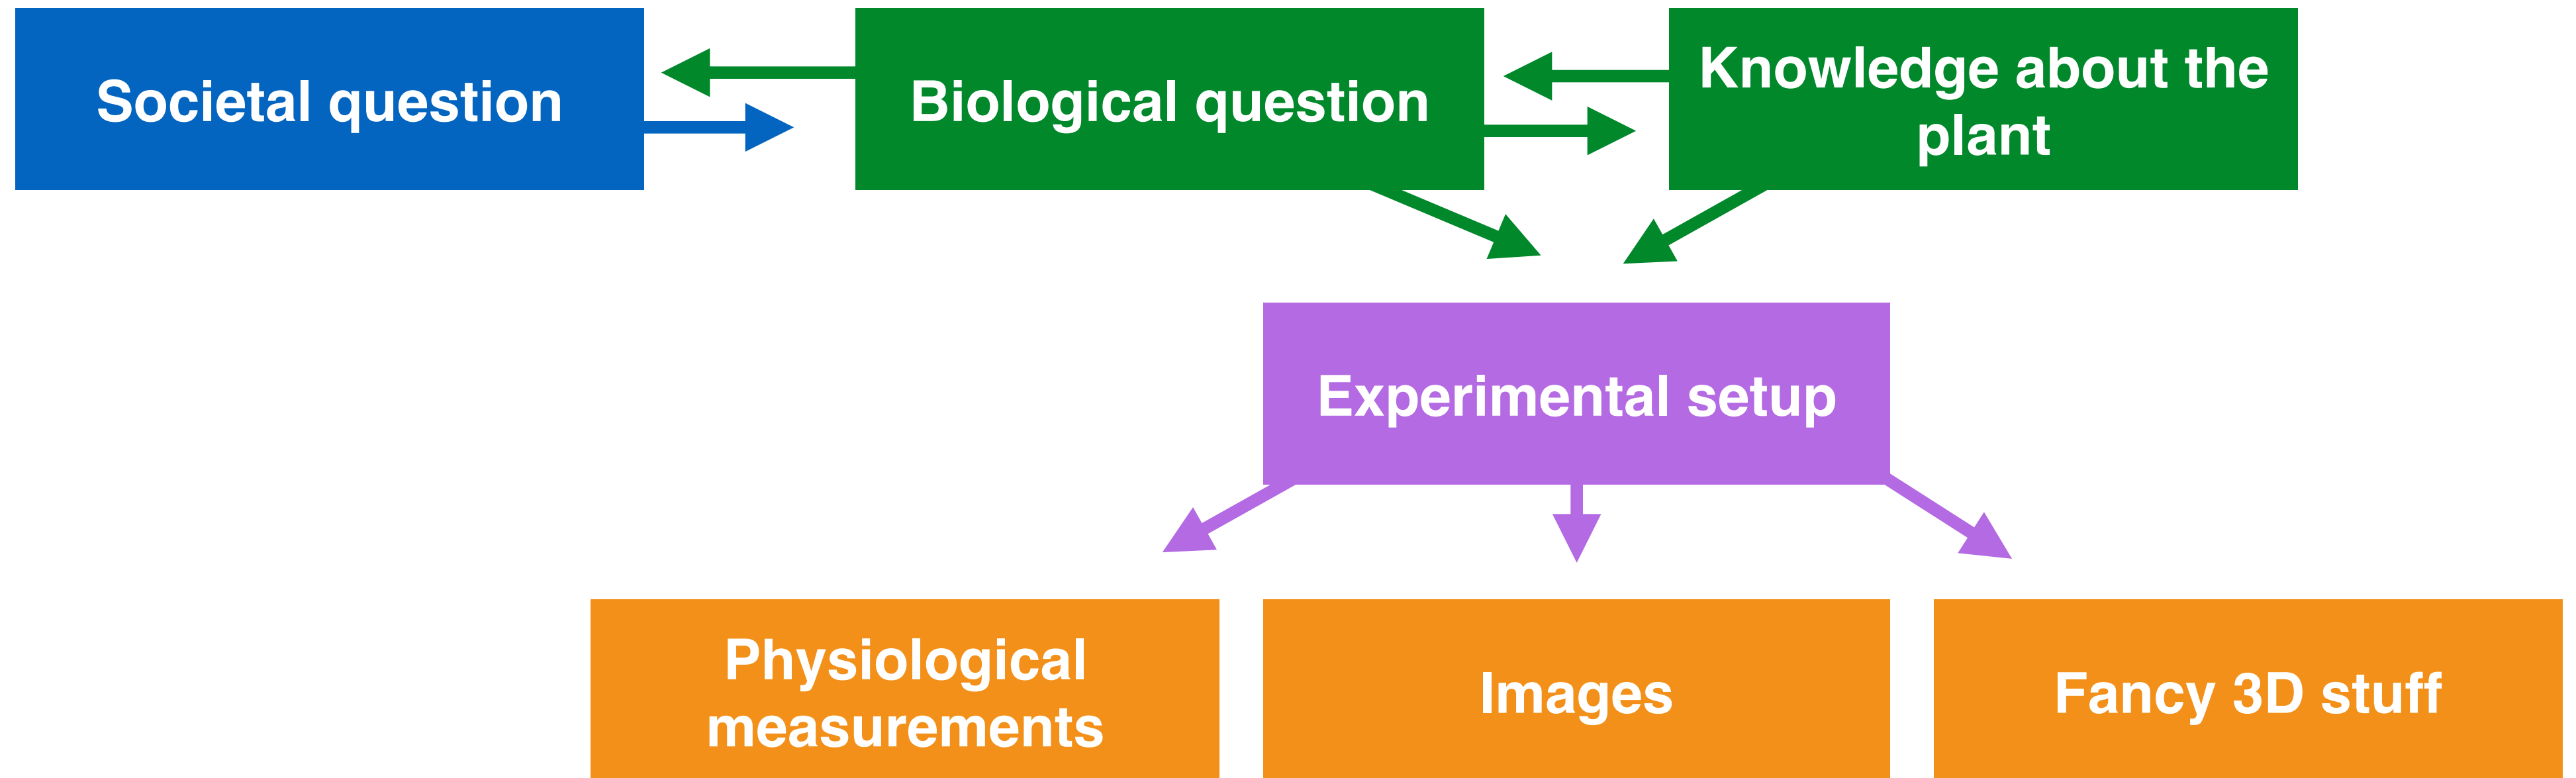 Societal question
Biological question
Knowledge about the
plant
Experimental setup
Physiological
measurements
Images
Fancy 3D stuff